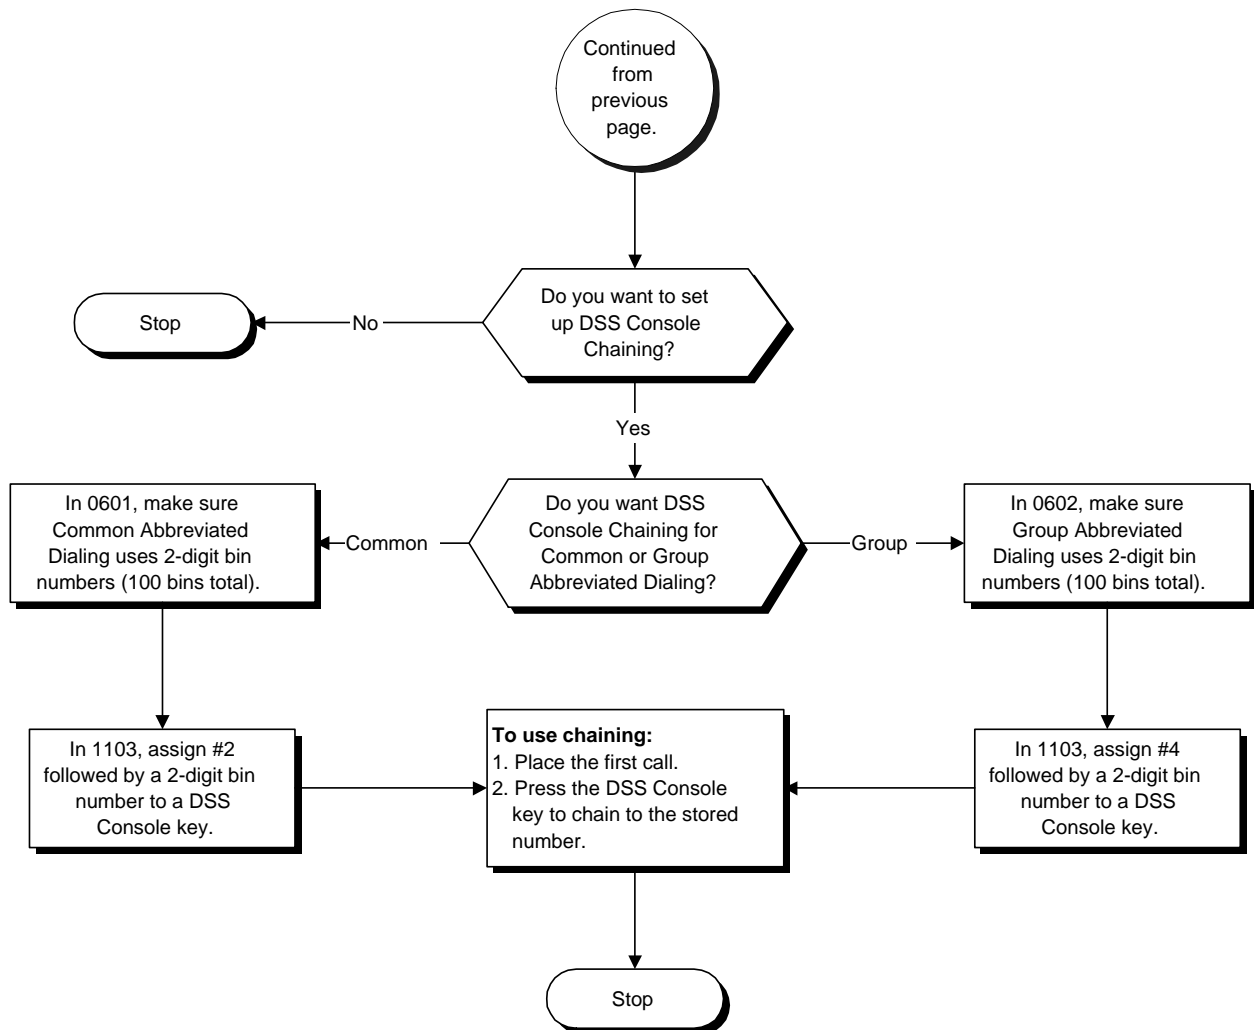 Continued
from
previous
page.
Do you want to set
up DSS Console
Chaining?
No
Stop
Yes
In 0601, make sure
Common Abbreviated
Dialing uses 2-digit bin
numbers (100 bins total).
Common
Do you want DSS
Console Chaining for
Common or Group
Abbreviated Dialing?
Group
In 0602, make sure
Group Abbreviated
Dialing uses 2-digit bin
numbers (100 bins total).
In 1103, assign #2
followed by a 2-digit bin
number to a DSS
Console key.
To use chaining:
1. Place the first call.
2. Press the DSS Console
key to chain to the stored
number.
In 1103, assign #4
followed by a 2-digit bin
number to a DSS
Console key.
Stop